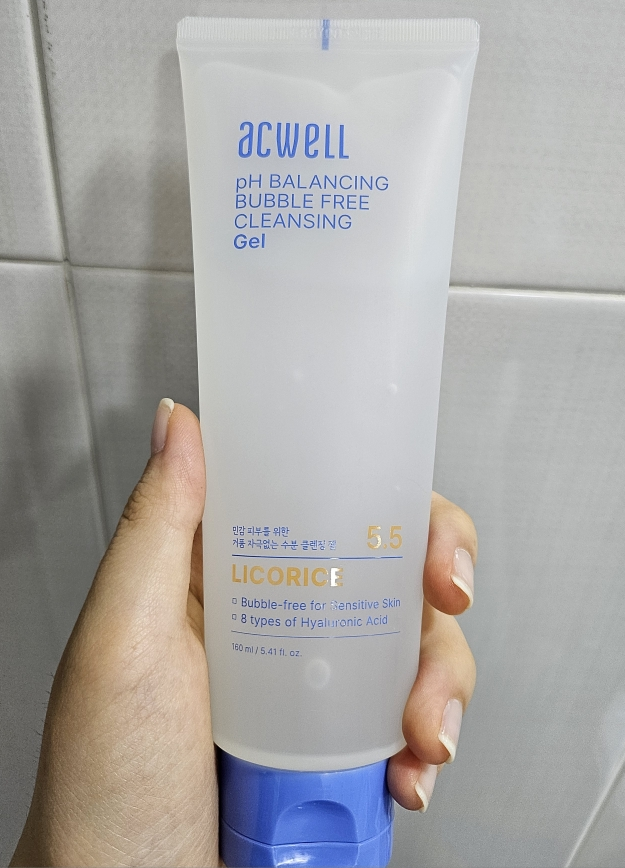 acwell
pH BALANCING
BUBBLE FREE
CLEANSING
Gel
민감 피부를 위한
거품 자극없는 수분 클렌징 젤
5.5
LICORICE
Bubble-free for Sensitive Skin
8 types of Hyaluronic Acid
160 ml / 5.41 fl. oz.